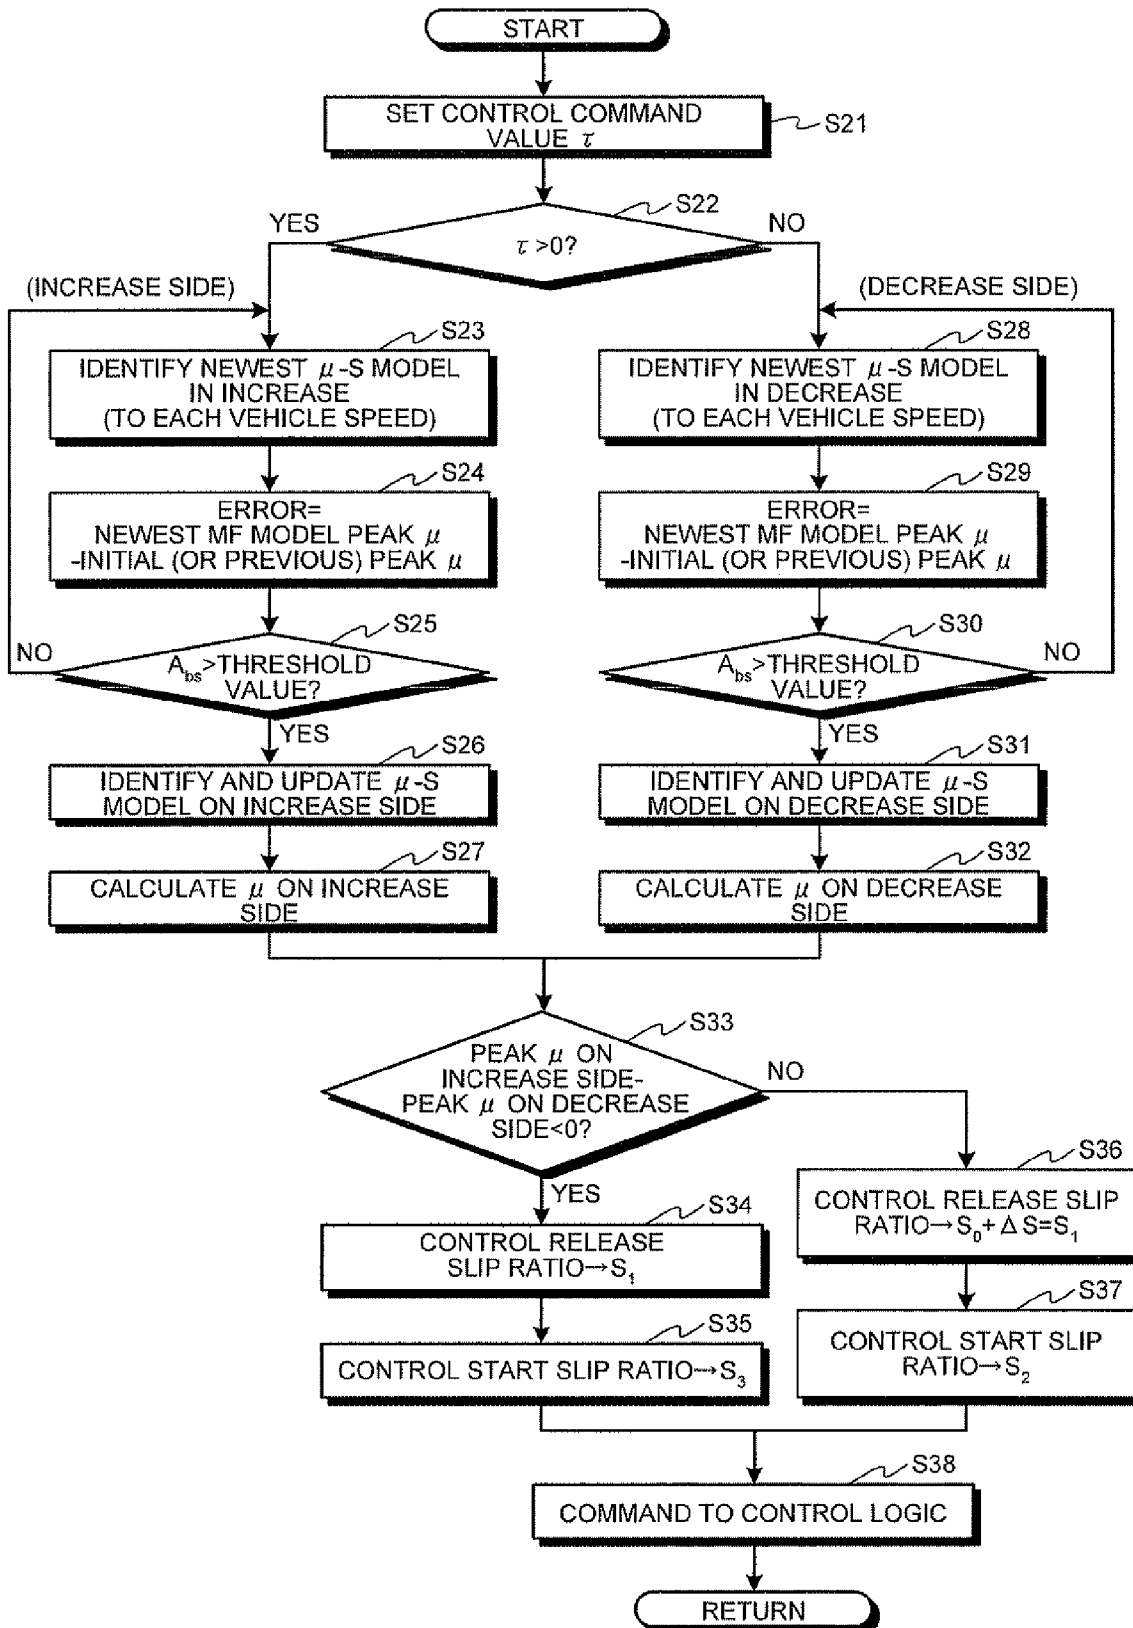 START
SET CONTROL COMMAND
VALUE τ
S21
S22
YES
NO
τ>0?
(INCREASE SIDE)
(DECREASE SIDE)
S23
IDENTIFY NEWEST μ-S MODEL
IN INCREASE
(TO EACH VEHICLE SPEED)
S28
IDENTIFY NEWEST μ-S MODEL
IN DECREASE
(TO EACH VEHICLE SPEED)
S24
ERROR=
NEWEST MF MODEL PEAK μ
-INITIAL (OR PREVIOUS) PEAK μ
S29
ERROR=
NEWEST MF MODEL PEAK μ
-INITIAL (OR PREVIOUS) PEAK μ
S25
NO
Abs>THRESHOLD
VALUE?
YES
S30
NO
Abs>THRESHOLD
VALUE?
YES
S26
IDENTIFY AND UPDATE μ-S
MODEL ON INCREASE SIDE
S31
IDENTIFY AND UPDATE μ-S
MODEL ON DECREASE SIDE
S27
CALCULATE μ ON INCREASE
SIDE
S32
CALCULATE μ ON DECREASE
SIDE
S33
PEAK μ ON
INCREASE SIDE-
PEAK μ ON DECREASE
SIDE<0?
NO
YES
S34
CONTROL RELEASE
SLIP RATIO→S1
S36
CONTROL RELEASE SLIP
RATIO→S0+ΔS=S1
S35
CONTROL START SLIP RATIO→S3
S37
CONTROL START SLIP
RATIO→S2
S38
COMMAND TO CONTROL LOGIC
RETURN